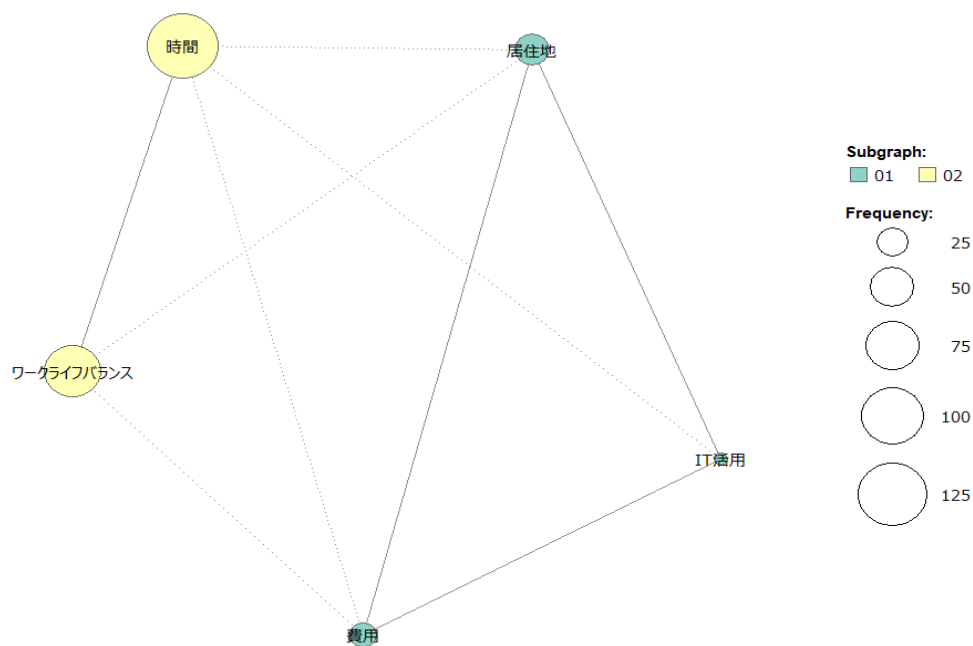 時間
居住地
ワークライフバランス
IT活用
費用
Subgraph:
01 02
Frequency:
25
50
75
100
125